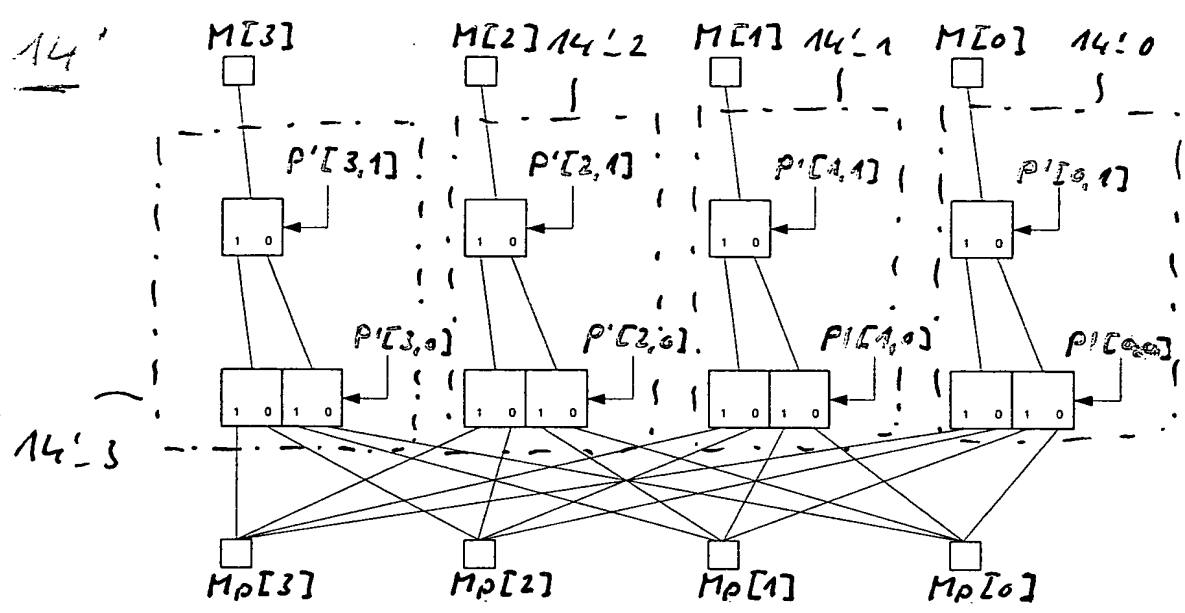 14'
M[3] M[2] 14'_2 M[1] 14'_1 M[0] 14'_0
P'[3,1] P'[2,1] P'[1,1] P'[0,1]
1 0 1 0 1 0 1 0
P'[3,0] P'[2,0] P'[1,0] P'[0,0]
1 0 1 0 1 0 1 0 1 0 1 0 1 0 1 0
14'_3
Mp[3] Mp[2] Mp[1] Mp[0]